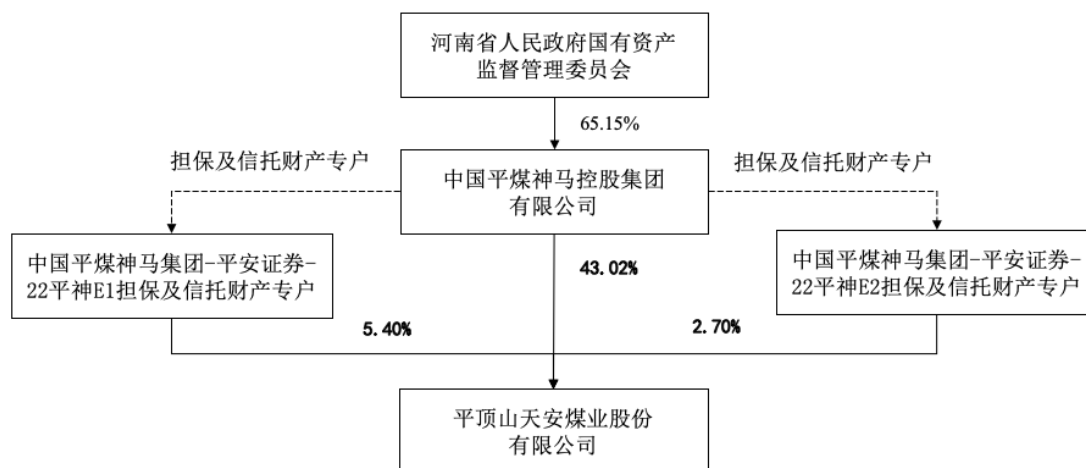 河南省人民政府国有资产
监督管理委员会
65.15%
担保及信托财产专户
担保及信托财产专户
中国平煤神马控股集团
有限公司
中国平煤神马集团-平安证券-
22平神E1担保及信托财产专户
43.02%
中国平煤神马集团-平安证券-
22平神E2担保及信托财产专户
5.40%
2.70%
平顶山天安煤业股份
有限公司